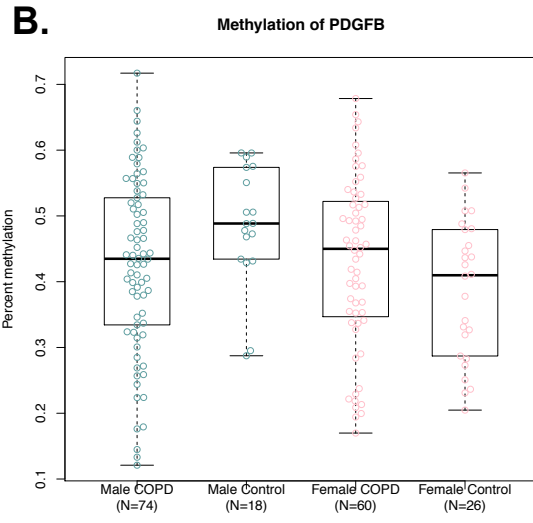 B.
Methylation of PDGFB
Percent methylation
0.7
0.6
0.5
0.4
0.3
0.2
0.1
Male COPD
(N=74)
Male Control
(N=18)
Female COPD
(N=60)
Female Control
(N=26)